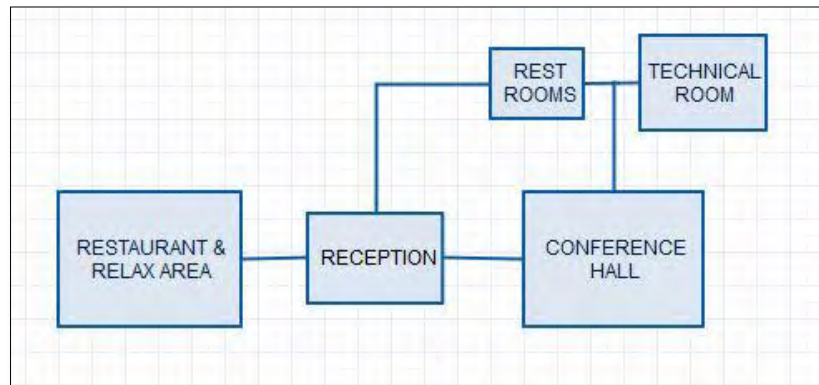 REST
ROOMS
TECHNICAL
ROOM
RESTAURANT &
RELAX AREA
RECEPTION
CONFERENCE
HALL